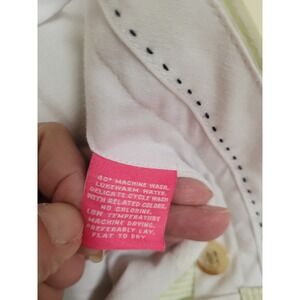 40° MACHINE WASH,
LUKEWARM WATER,
DELICATE CYCLE WASH
WITH RELATED COLORS.
NO CHLORINE.
LOW TEMPERATURE
MACHINE DRYING.
PREFERABLY LAY
FLAT TO DRY